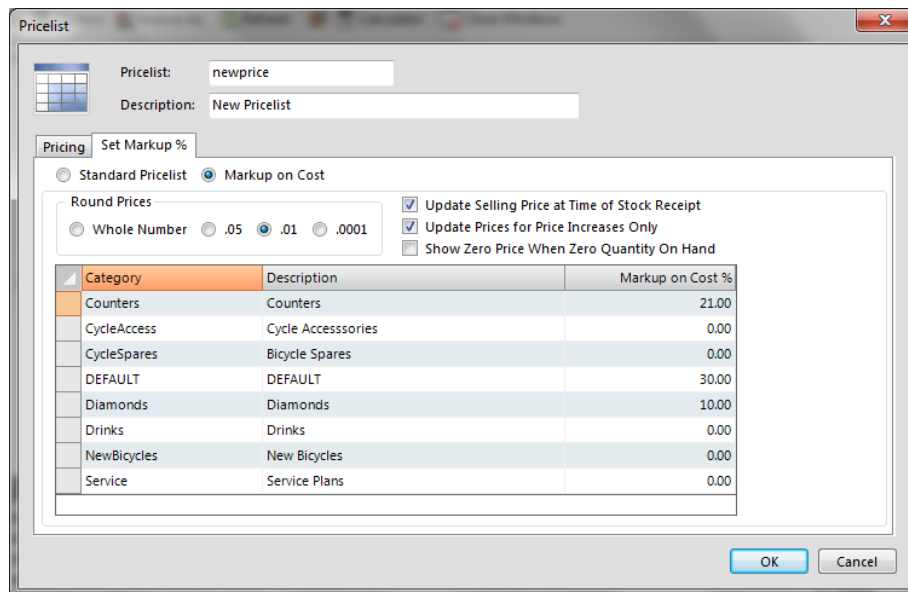 Pricelist
Pricelist: newprice
Description: New Pricelist
Pricing Set Markup %
Standard Pricelist Markup on Cost
Round Prices
Whole Number .05 .01 .0001
Update Selling Price at Time of Stock Receipt
Update Prices for Price Increases Only
Show Zero Price When Zero Quantity On Hand
Category Description Markup on Cost %
Counters Counters 21.00
CycleAccess Cycle Accesssories 0.00
CycleSpares Bicycle Spares 0.00
DEFAULT DEFAULT 30.00
Diamonds Diamonds 10.00
Drinks Drinks 0.00
NewBicycles New Bicycles 0.00
Service Service Plans 0.00
OK Cancel